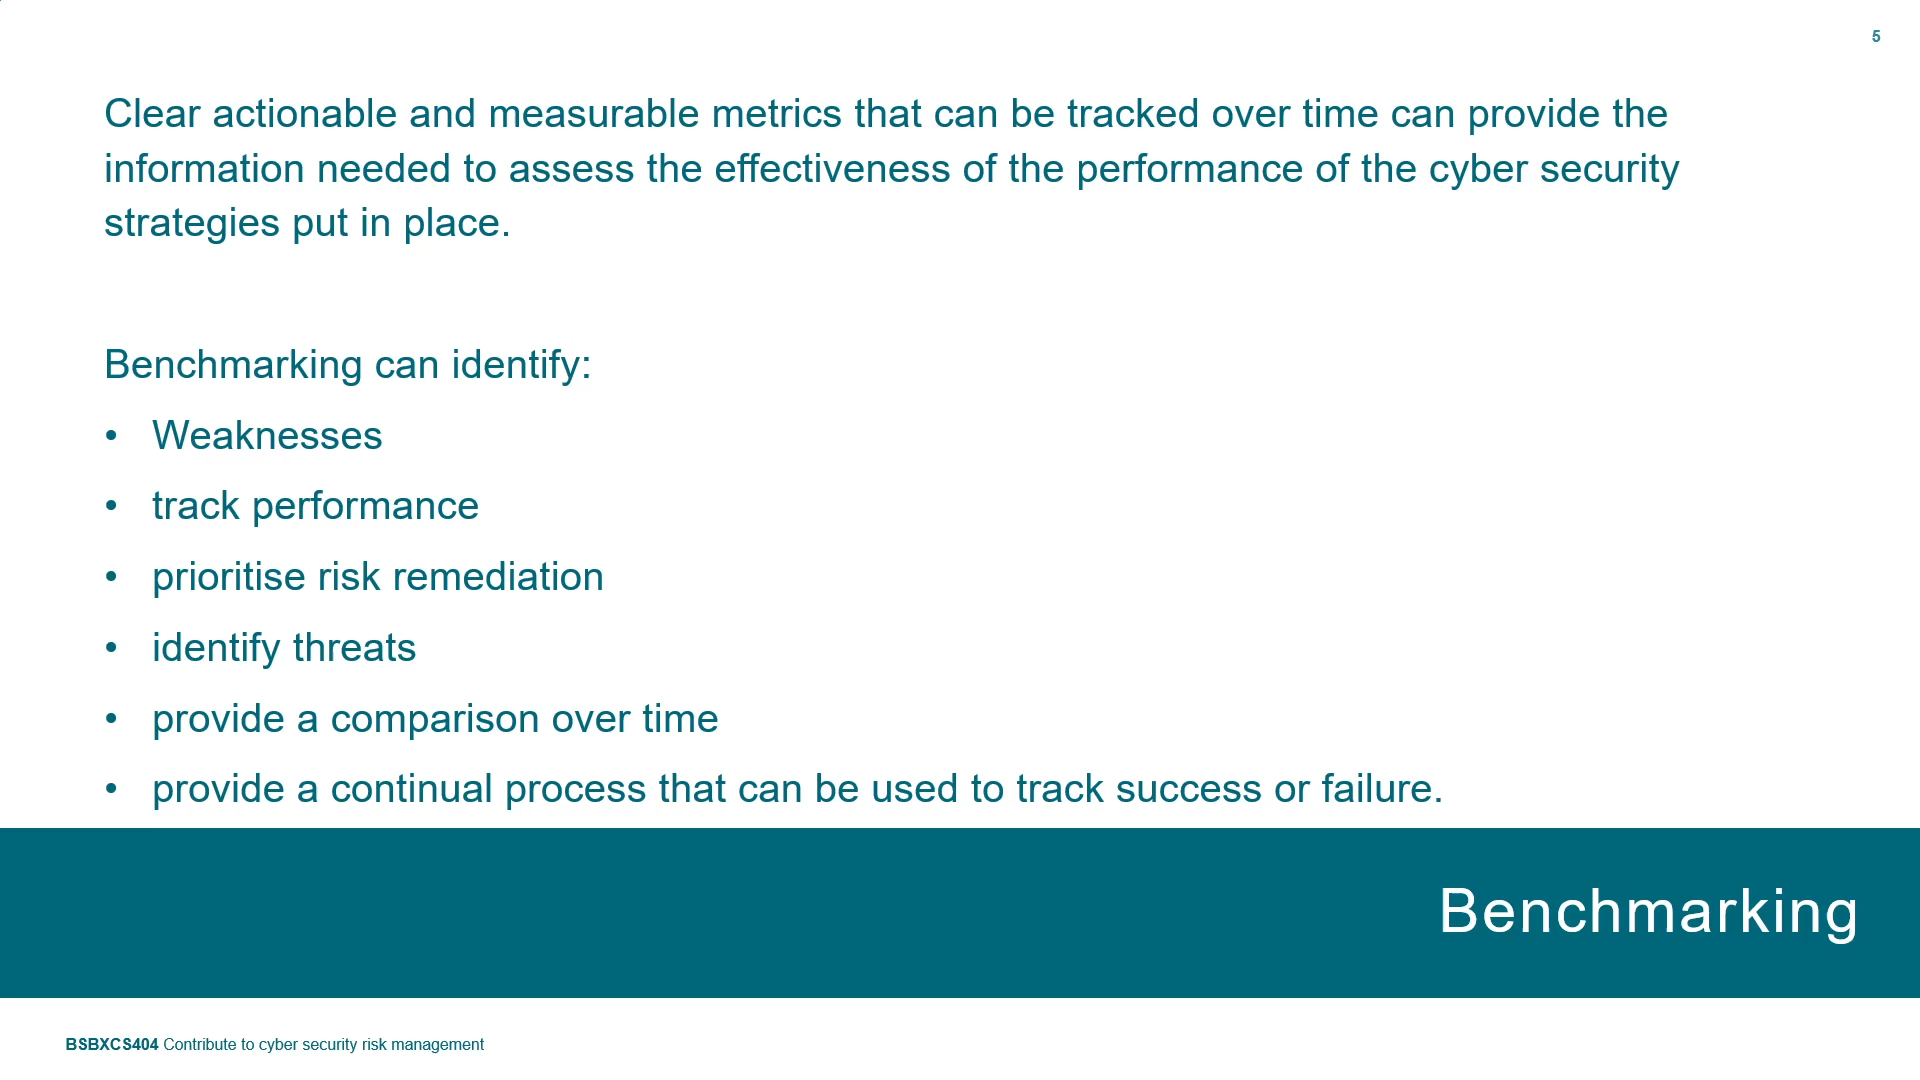 5
Clear actionable and measurable metrics that can be tracked over time can provide the
information needed to assess the effectiveness of the performance of the cyber security
strategies put in place.
Benchmarking can identify:
• Weaknesses
• track performance
• prioritise risk remediation
• identify threats
• provide a comparison over time
• provide a continual process that can be used to track success or failure.
Benchmarking
BSBXCS404 Contribute to cyber security risk management